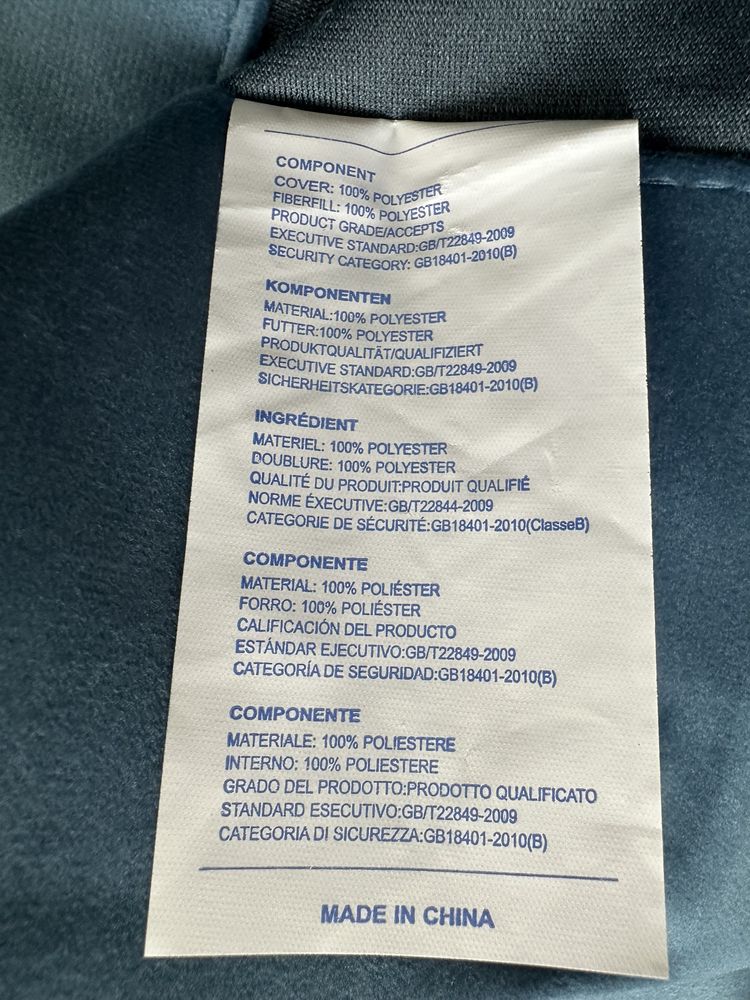 COMPONENT
COVER: 100% POLYESTER
FIBERFILL: 100% POLYESTER
PRODUCT GRADE/ACCEPTS
EXECUTIVE STANDARD:GB/T22849-2009
SECURITY CATEGORY: GB18401-2010(B)
KOMPONENTEN
MATERIAL:100% POLYESTER
FUTTER:100% POLYESTER
PRODUKTQUALITÄT/QUALIFIZIERT
EXECUTIVE STANDARD:GB/T22849-2009
SICHERHEITSKATEGORIE:GB18401-2010(B)
INGRÉDIENT
MATERIEL: 100% POLYESTER
DOUBLURE: 100% POLYESTER
QUALITÉ DU PRODUIT:PRODUIT QUALIFIÉ
NORME ÉXECUTIVE:GB/T22844-2009
CATEGORIE DE SÉCURITÉ:GB18401-2010(ClasseB)
COMPONENTE
MATERIAL: 100% POLIÉSTER
FORRO: 100% POLIÉSTER
CALIFICACIÓN DEL PRODUCTO
ESTÁNDAR EJECUTIVO:GB/T22849-2009
CATEGORÍA DE SEGURIDAD:GB18401-2010(B)
COMPONENTE
MATERIALE: 100% POLIESTERE
INTERNO: 100% POLIESTERE
GRADO DEL PRODOTTO:PRODOTTO QUALIFICATO
STANDARD ESECUTIVO:GB/T22849-2009
CATEGORIA DI SICUREZZA:GB18401-2010(B)
MADE IN CHINA